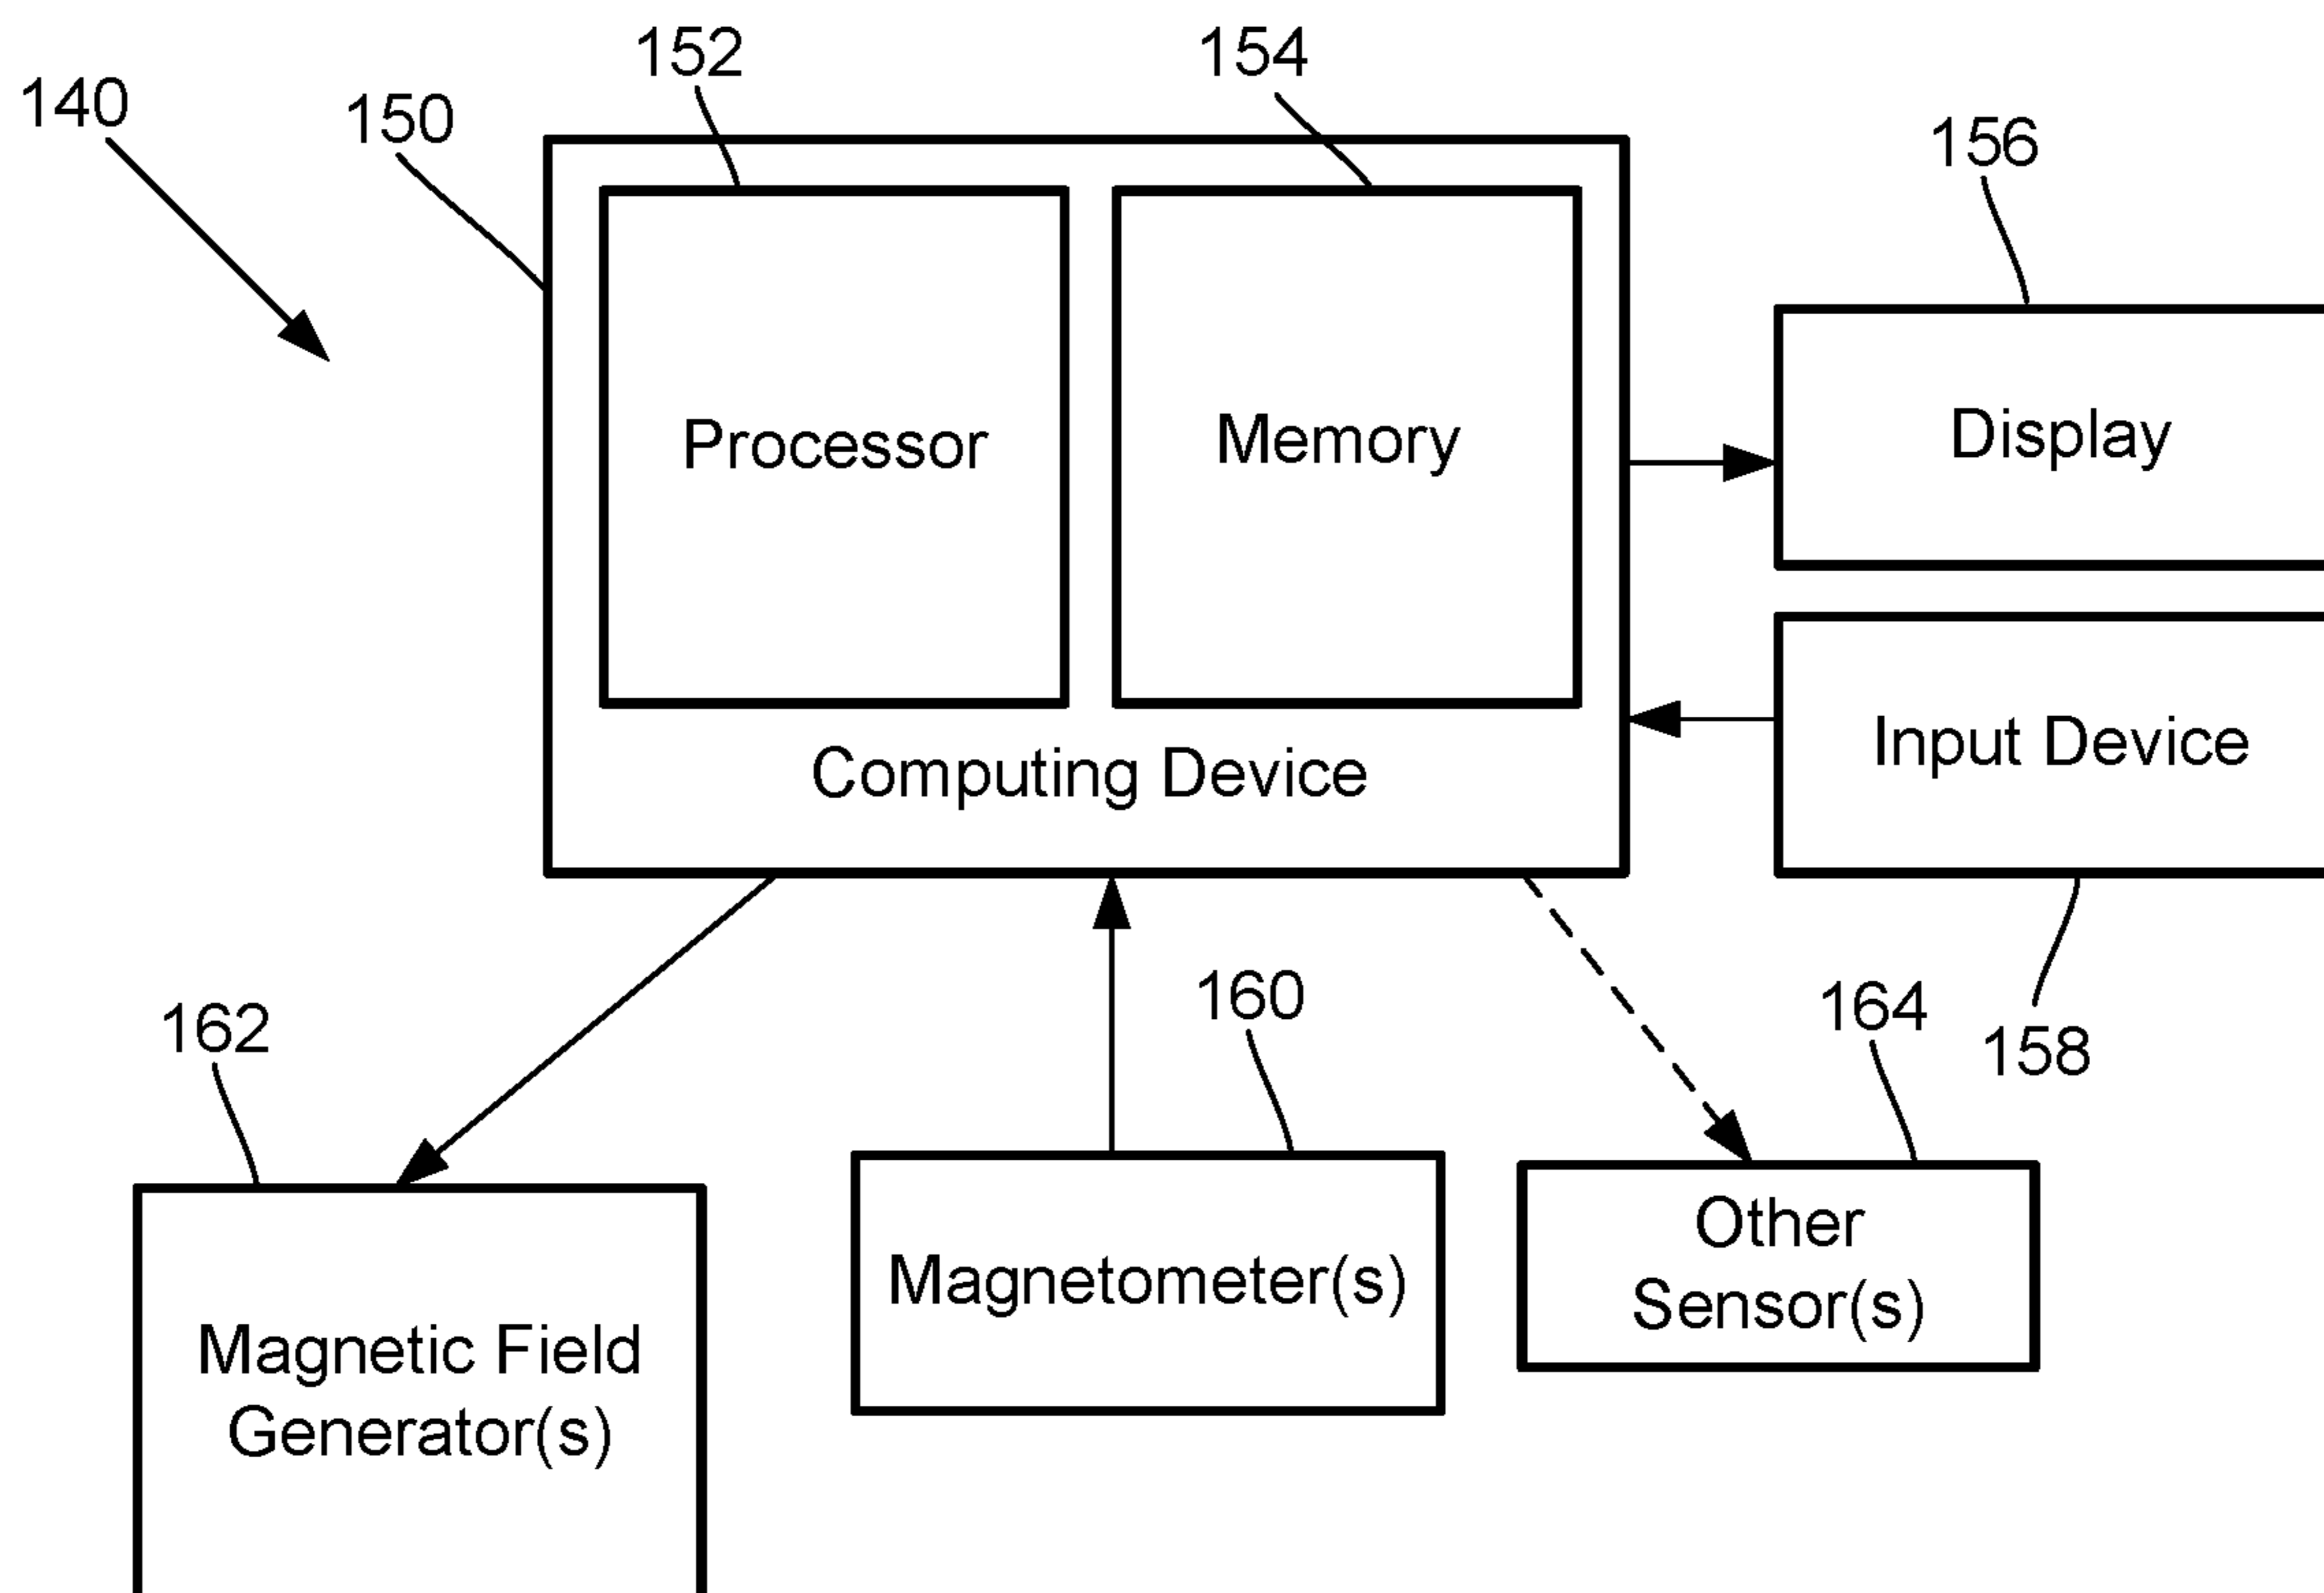 152
154
140
150
156
Processor
Memory
Display
Computing Device
Input Device
162
160
164
158
Magnetic Field
Generator(s)
Magnetometer(s)
Other
Sensor(s)